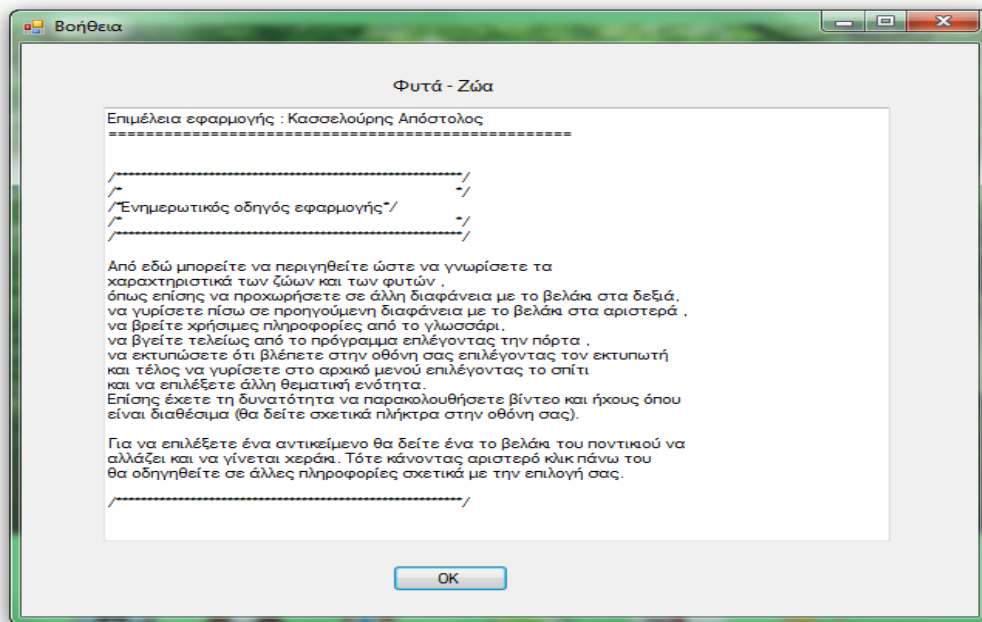 Βοήθεια
Φυτά - Ζώα
Επιμέλεια εφαρμογής : Κασσελούρης Απόστολος
==================================================
/**************************************************/
/*                                                */
/*Ενημερωτικός οδηγός εφαρμογής*/
/*                                                */
/**************************************************/
Από εδώ μπορείτε να περιγηθείτε ώστε να γνωρίσετε τα
χαραχτηριστικά των ζώων και των φυτών ,
όπως επίσης να προχωρήσετε σε άλλη διαφάνεια με το βελάκι στα δεξιά,
να γυρίσετε πίσω σε προηγούμενη διαφάνεια με το βελάκι στα αριστερά ,
να βρείτε χρήσιμες πληροφορίες από το γλωσσάρι,
να βγείτε τελείως από το πρόγραμμα επλέγοντας την πόρτα ,
να εκτυπώσετε ότι βλέπετε στην οθόνη σας επιλέγοντας τον εκτυπωτή
και τέλος να γυρίσετε στο αρχικό μενού επιλέγοντας το σπίτι
και να επιλέξετε άλλη θεματική ενότητα.
Επίσης έχετε τη δυνατότητα να παρακολουθήσετε βίντεο και ήχους όπου
είναι διαθέσιμα (θα δείτε σχετικά πλήκτρα στην οθόνη σας).
Για να επιλέξετε ένα αντικείμενο θα δείτε ένα το βελάκι του ποντικιού να
αλλάζει και να γίνεται χεράκι. Τότε κάνοντας αριστερό κλικ πάνω του
θα οδηγηθείτε σε άλλες πληροφορίες σχετικά με την επιλογή σας.
/**************************************************/
OK